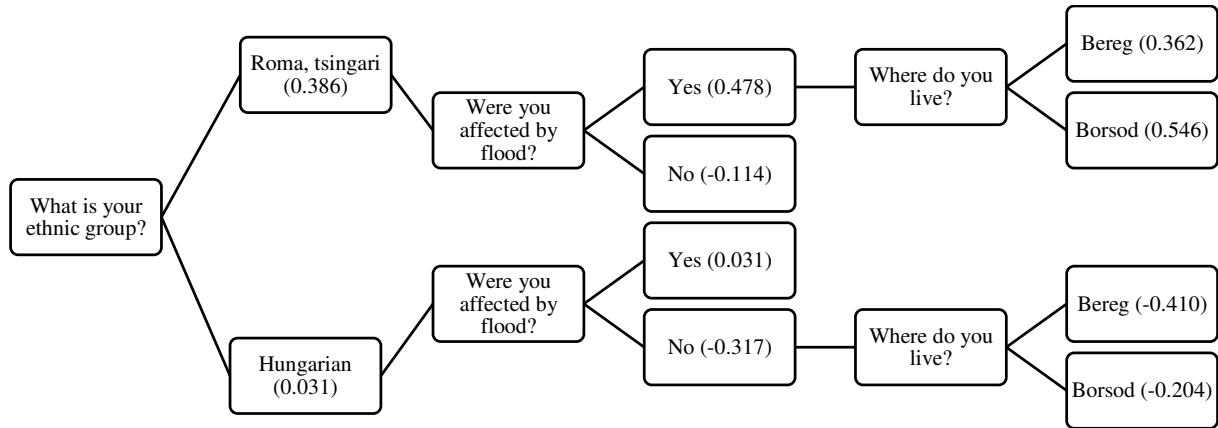 What is your
ethnic group?
Roma, tsingari
(0.386)
Were you
affected by
flood?
Yes (0.478)
Where do you
live?
Bereg (0.362)
Borsod (0.546)
No (-0.114)
Hungarian
(0.031)
Were you
affected by
flood?
Yes (0.031)
No (-0.317)
Where do you
live?
Bereg (-0.410)
Borsod (-0.204)